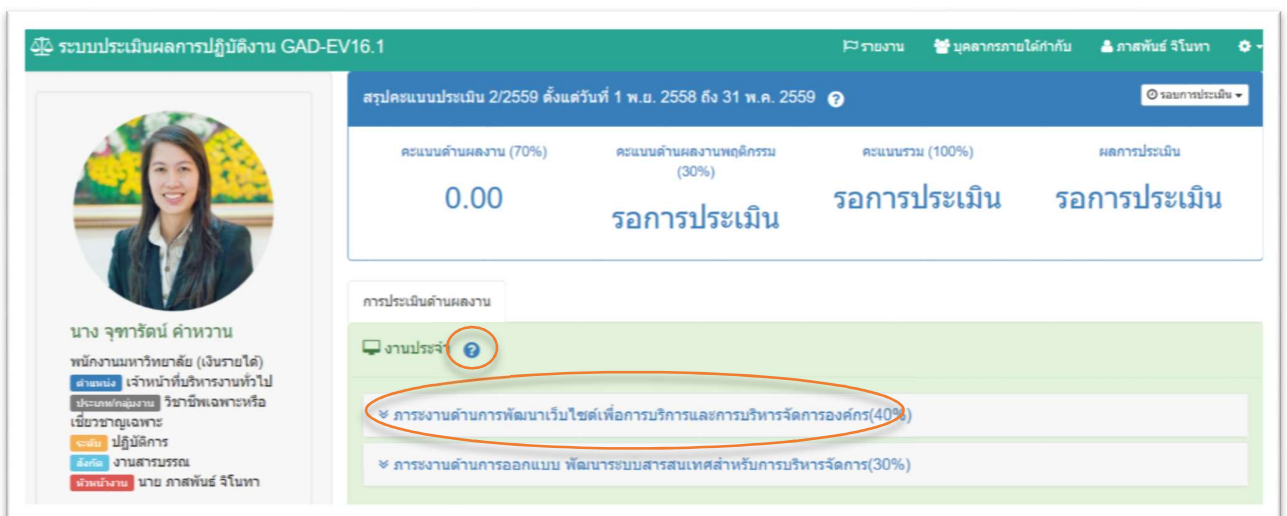 ระบบประเมินผลการปฏิบัติงาน GAD-EV16.1
รายงาน
บุคลากรภายใต้กำกับ
ภาสพันธ์ จิโนทา
สรุปคะแนนประเมิน 2/2559 ตั้งแต่วันที่ 1 พ.ย. 2558 ถึง 31 พ.ค. 2559
รอบการประเมิน
คะแนนด้านผลงาน (70%)
0.00
คะแนนด้านผลงานพฤติกรรม
(30%)
รอการประเมิน
คะแนนรวม (100%)
รอการประเมิน
ผลการประเมิน
รอการประเมิน
นาง จุฑารัตน์ คำหวาน
พนักงานมหาวิทยาลัย (เงินรายได้)
ตำแหน่ง เจ้าหน้าที่บริหารงานทั่วไป
ประเภท/กลุ่มงาน วิชาชีพเฉพาะหรือ
เชี่ยวชาญเฉพาะ
ระดับ ปฏิบัติการ
สังกัด งานสารบรรณ
หัวหน้างาน นาย ภาสพันธ์ จิโนทา
การประเมินด้านผลงาน
งานประจำ
ภาระงานด้านการพัฒนาเว็บไซต์เพื่อการบริการและการบริหารจัดการองค์กร(40%)
ภาระงานด้านการออกแบบ พัฒนาระบบสารสนเทศสำหรับการบริหารจัดการ(30%)